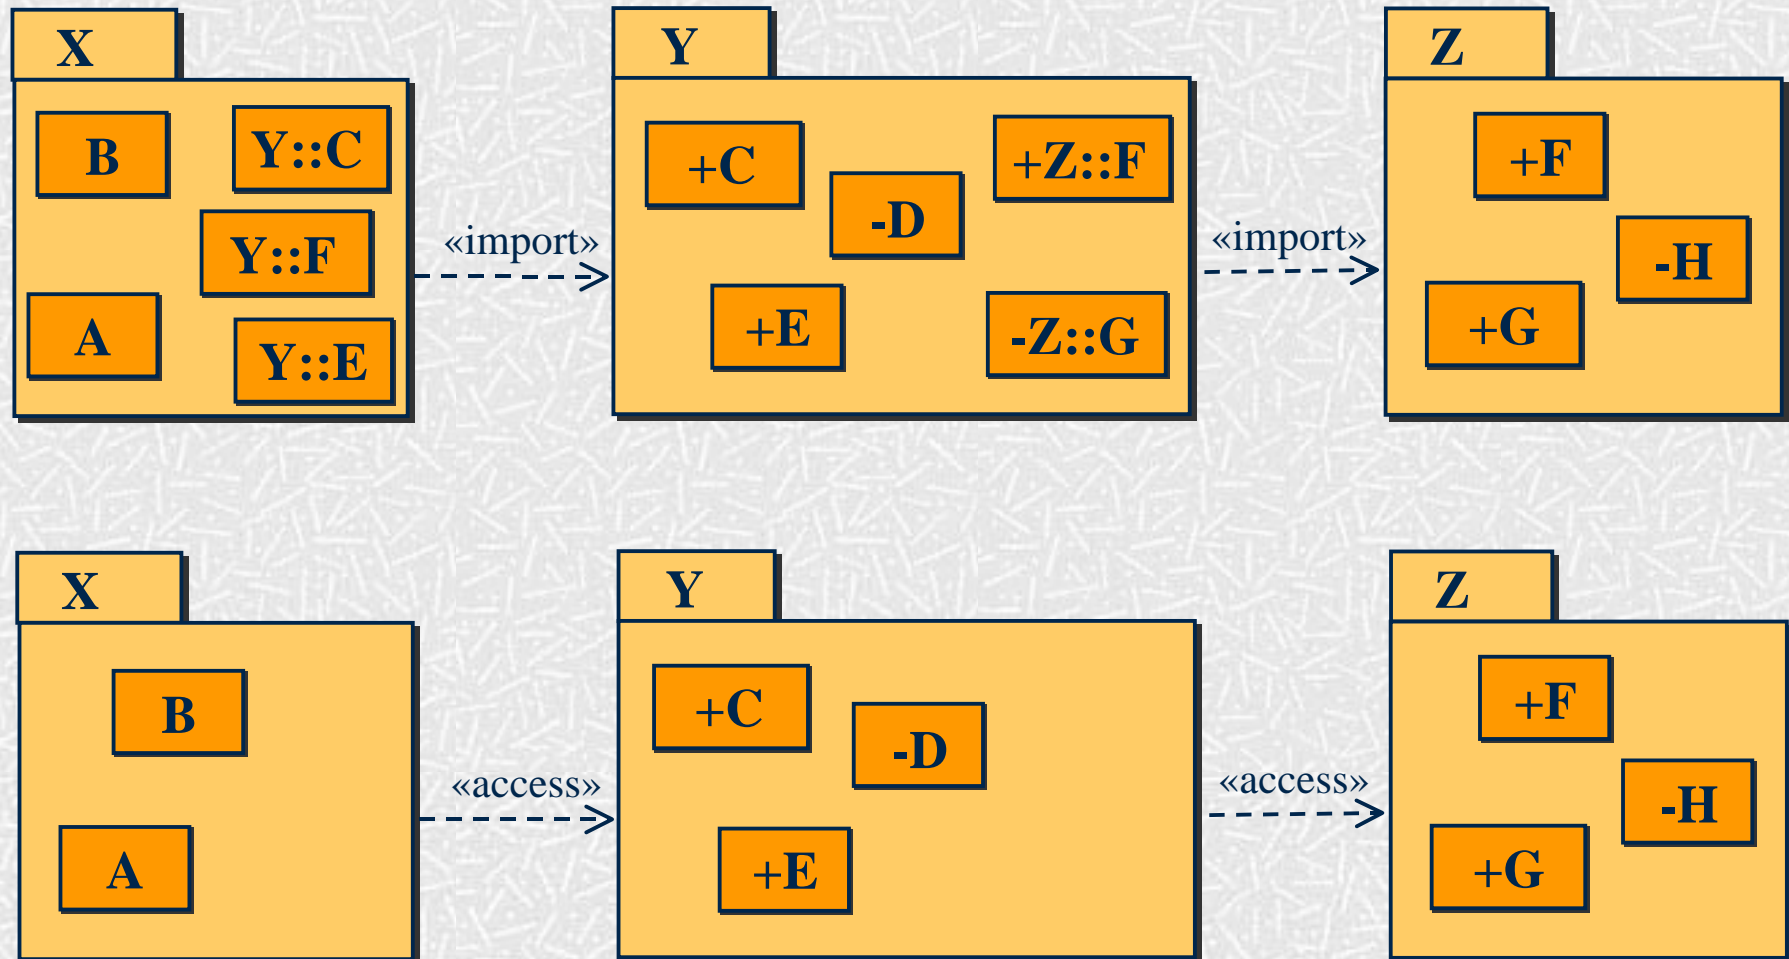 X
Y
Z
B
Y::C
+C
+Z::F
+F
-D
Y::F
«import»
«import»
-H
A
Y::E
+E
-Z::G
+G
X
Y
Z
B
+C
-D
+F
«access»
«access»
-H
A
+E
+G